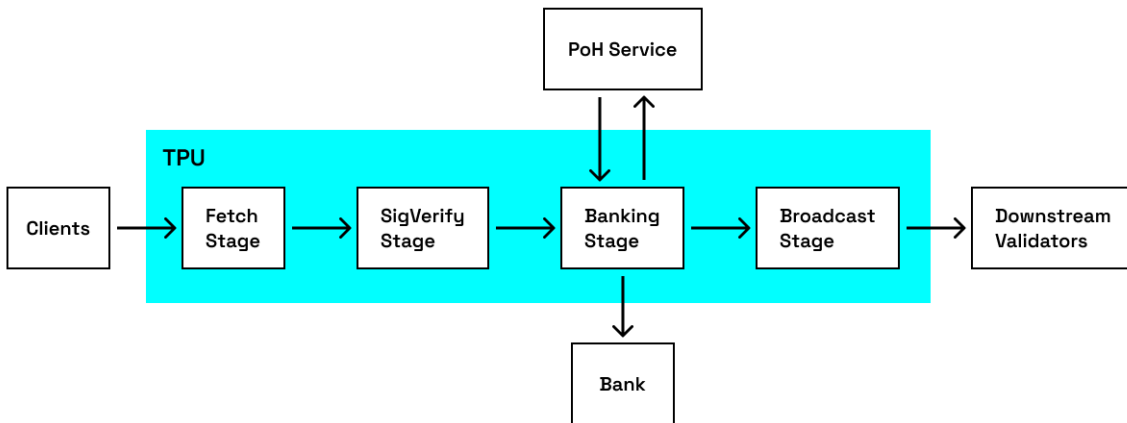 PoH Service
TPU
Clients
Fetch
Stage
SigVerify
Stage
Banking
Stage
Broadcast
Stage
Downstream
Validators
Bank